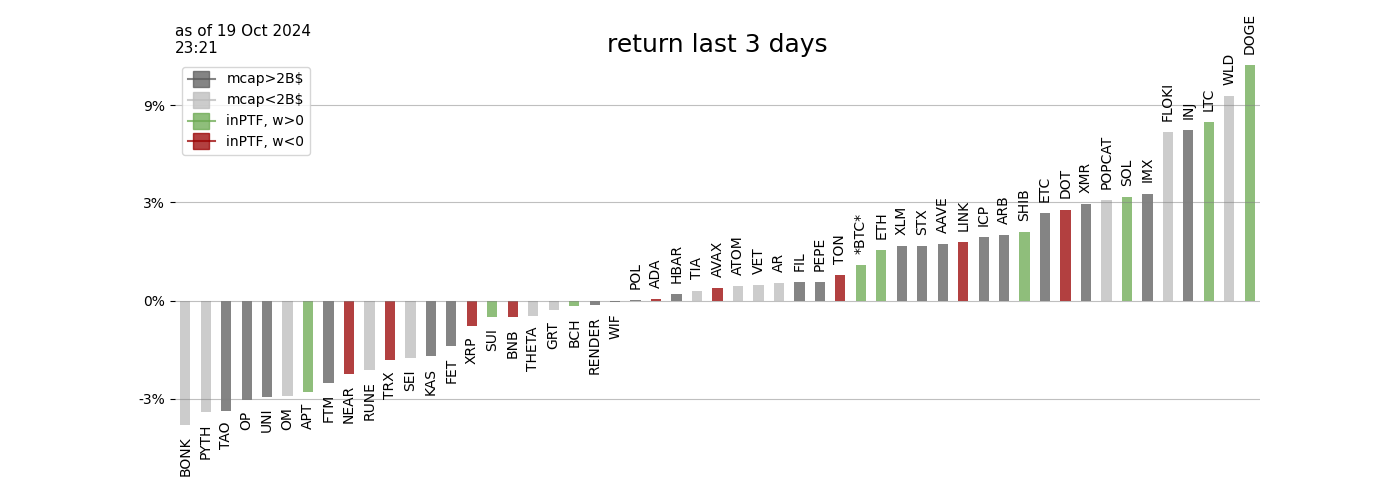 as of 19 Oct 2024
23:21
return last 3 days
mcap>2B$
mcap<2B$
inPTF, w>0
inPTF, w<0
9%
3%
0%
-3%
BONK
PYTH
TAO
OP
UNI
OM
APT
FTM
NEAR
RUNE
TRX
SEI
KAS
FET
XRP
SUI
BNB
THETA
GRT
BCH
RENDER
WIF
POL
ADA
HBAR
TIA
AVAX
ATOM
VET
AR
FIL
PEPE
TON
*BTC*
ETH
XLM
STX
AAVE
LINK
ICP
ARB
SHIB
ETC
DOT
XMR
POPCAT
SOL
IMX
FLOKI
INJ
LTC
WLD
DOGE